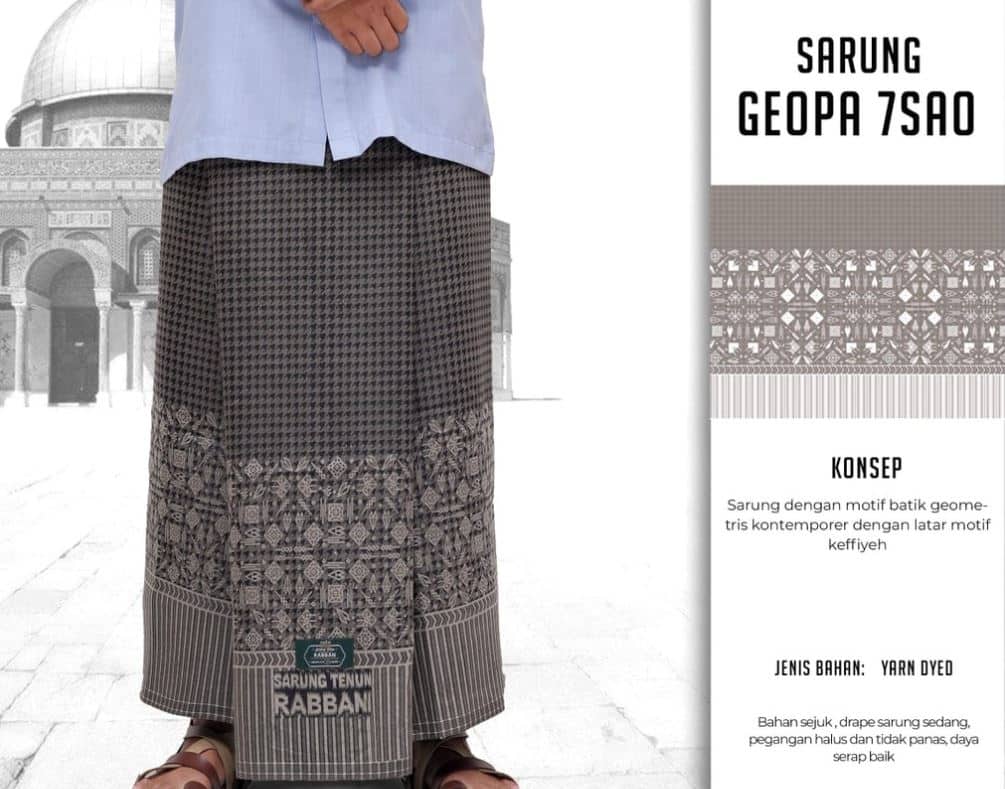 SARUNG
GEOPA 7SAO
KONSEP
Sarung dengan motif batik geome-
tris kontemporer dengan latar motif
keffiyeh
JENIS BAHAN: YARN DYED
Bahan sejuk , drape sarung sedang,
pegangan halus dan tidak panas, daya
serap baik
RABBANI
SARUNG TENUN
RABBANI